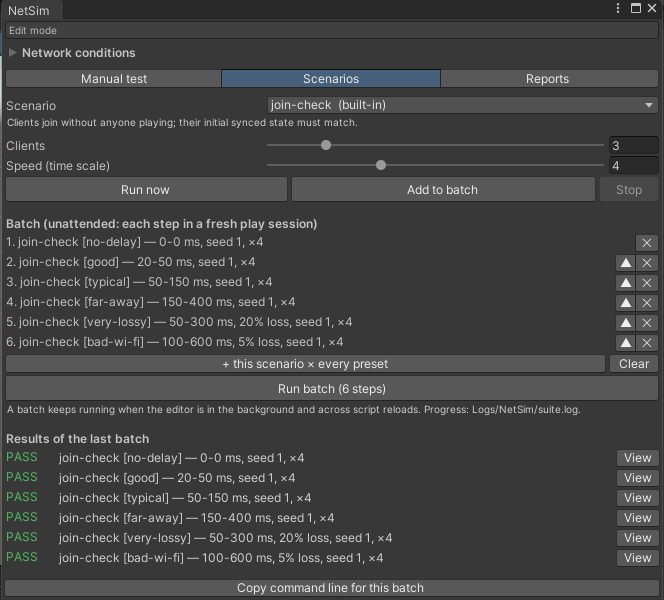 NetSim
Edit mode
Network conditions
Manual test Scenarios Reports
Scenario join-check (built-in)
Clients join without anyone playing; their initial synced state must match.
Clients 3
Speed (time scale) 4
Run now Add to batch Stop
Batch (unattended: each step in a fresh play session)
1. join-check [no-delay] — 0-0 ms, seed 1, ×4
2. join-check [good] — 20-50 ms, seed 1, ×4
3. join-check [typical] — 50-150 ms, seed 1, ×4
4. join-check [far-away] — 150-400 ms, seed 1, ×4
5. join-check [very-lossy] — 50-300 ms, 20% loss, seed 1, ×4
6. join-check [bad-wi-fi] — 100-600 ms, 5% loss, seed 1, ×4
+ this scenario × every preset Clear
Run batch (6 steps)
A batch keeps running when the editor is in the background and across script reloads. Progress: Logs/NetSim/suite.log.
Results of the last batch
PASS join-check [no-delay] — 0-0 ms, seed 1, ×4 View
PASS join-check [good] — 20-50 ms, seed 1, ×4 View
PASS join-check [typical] — 50-150 ms, seed 1, ×4 View
PASS join-check [far-away] — 150-400 ms, seed 1, ×4 View
PASS join-check [very-lossy] — 50-300 ms, 20% loss, seed 1, ×4 View
PASS join-check [bad-wi-fi] — 100-600 ms, 5% loss, seed 1, ×4 View
Copy command line for this batch